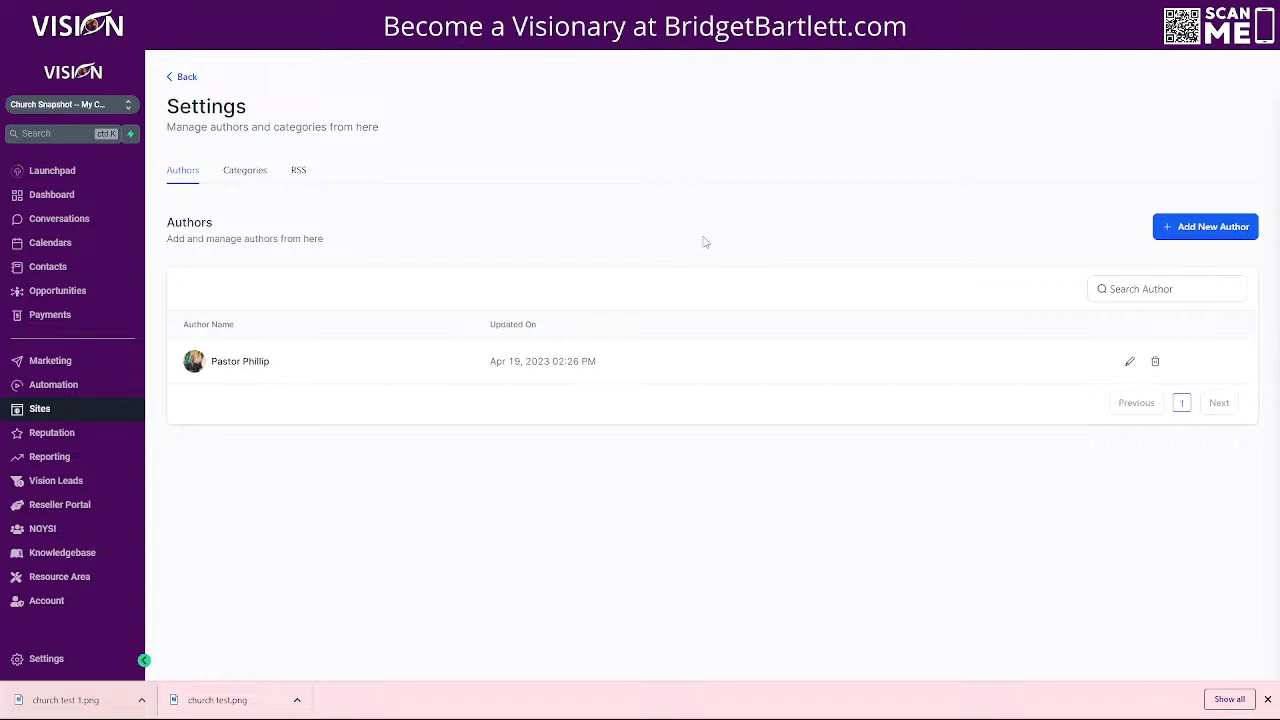 VISION
Become a Visionary at BridgetBartlett.com
SCAN
ME
VISION
Church Snapshot -- My C...
Search
ctrl K
Launchpad
Dashboard
Conversations
Calendars
Contacts
Opportunities
Payments
Marketing
Automation
Sites
Reputation
Reporting
Vision Leads
Reseller Portal
NOYSI
Knowledgebase
Resource Area
Account
Settings
Back
Settings
Manage authors and categories from here
Authors
Categories
RSS
Authors
Add and manage authors from here
+ Add New Author
Search Author
Author Name
Updated On
Pastor Phillip
Apr 19, 2023 02:26 PM
Previous
1
Next
church test 1.png
church test.png
Show all